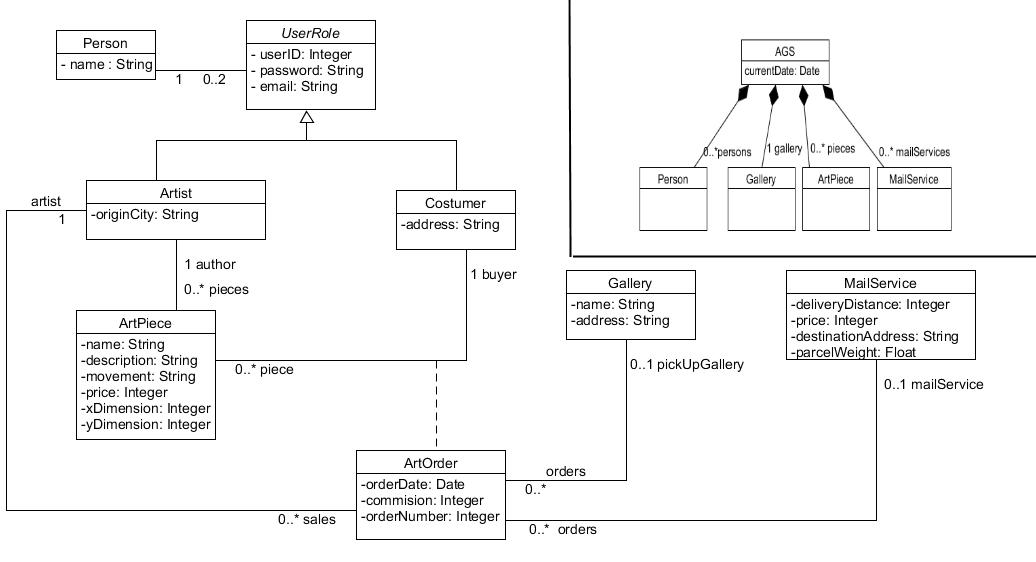 Person
- name : String
1
0..2
UserRole
- userID: Integer
- password: String
- email: String
AGS
currentDate: Date
0..*persons
1 gallery
0..* pieces
0..* mailServices
Person
Gallery
ArtPiece
MailService
artist
1
Artist
-originCity: String
Costumer
-address: String
1 author
0..* pieces
1 buyer
ArtPiece
-name: String
-description: String
-movement: String
-price: Integer
-xDimension: Integer
-yDimension: Integer
0..* piece
Gallery
-name: String
-address: String
0..1 pickUpGallery
MailService
-deliveryDistance: Integer
-price: Integer
-destinationAddress: String
-parcelWeight: Float
0..1 mailService
ArtOrder
-orderDate: Date
-commision: Integer
-orderNumber: Integer
orders
0..*
0..* sales
0..* orders